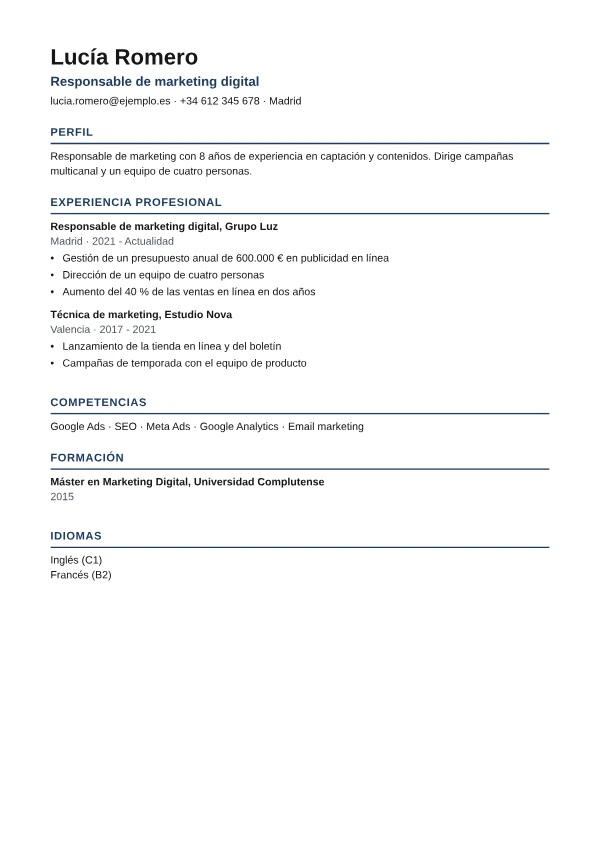 Lucía Romero
Responsable de marketing digital
lucia.romero@ejemplo.es · +34 612 345 678 · Madrid
PERFIL
Responsable de marketing con 8 años de experiencia en captación y contenidos. Dirige campañas
multicanal y un equipo de cuatro personas.
EXPERIENCIA PROFESIONAL
Responsable de marketing digital, Grupo Luz
Madrid · 2021 - Actualidad
• Gestión de un presupuesto anual de 600.000 € en publicidad en línea
• Dirección de un equipo de cuatro personas
• Aumento del 40 % de las ventas en línea en dos años
Técnica de marketing, Estudio Nova
Valencia · 2017 - 2021
• Lanzamiento de la tienda en línea y del boletín
• Campañas de temporada con el equipo de producto
COMPETENCIAS
Google Ads · SEO · Meta Ads · Google Analytics · Email marketing
FORMACIÓN
Máster en Marketing Digital, Universidad Complutense
2015
IDIOMAS
Inglés (C1)
Francés (B2)